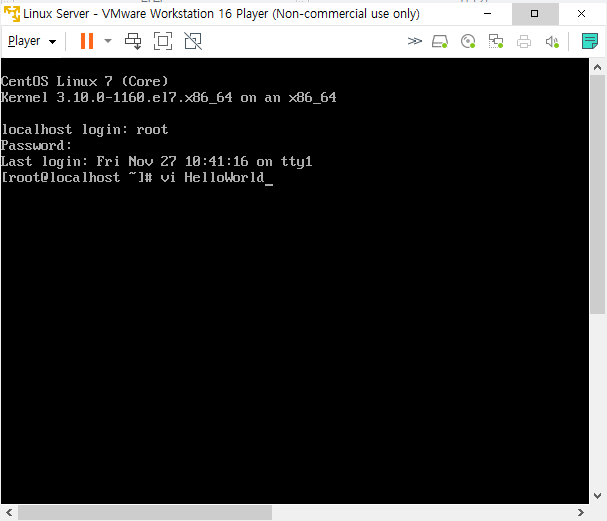 Linux Server - VMware Workstation 16 Player (Non-commercial use only)
Player
CentOS Linux 7 (Core)
Kernel 3.10.0-1160.el7.x86_64 on an x86_64
localhost login: root
Password:
Last login: Fri Nov 27 10:41:16 on tty1
[root@localhost ~]# vi HelloWorld_